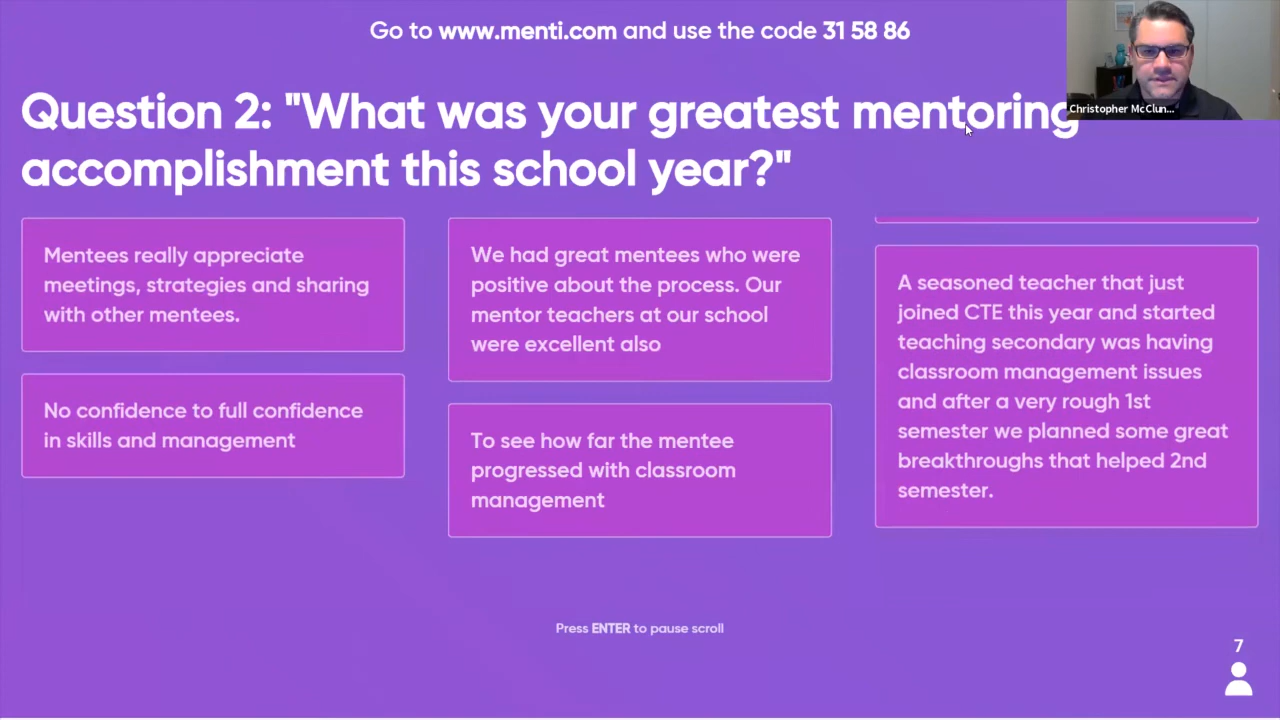 Go to www.menti.com and use the code 31 58 86
Christopher McClun...
Question 2: "What was your greatest mentoring
accomplishment this school year?"
Mentees really appreciate
meetings, strategies and sharing
with other mentees.
No confidence to full confidence
in skills and management
We had great mentees who were
positive about the process. Our
mentor teachers at our school
were excellent also
To see how far the mentee
progressed with classroom
management
A seasoned teacher that just
joined CTE this year and started
teaching secondary was having
classroom management issues
and after a very rough 1st
semester we planned some great
breakthroughs that helped 2nd
semester.
Press ENTER to pause scroll
7